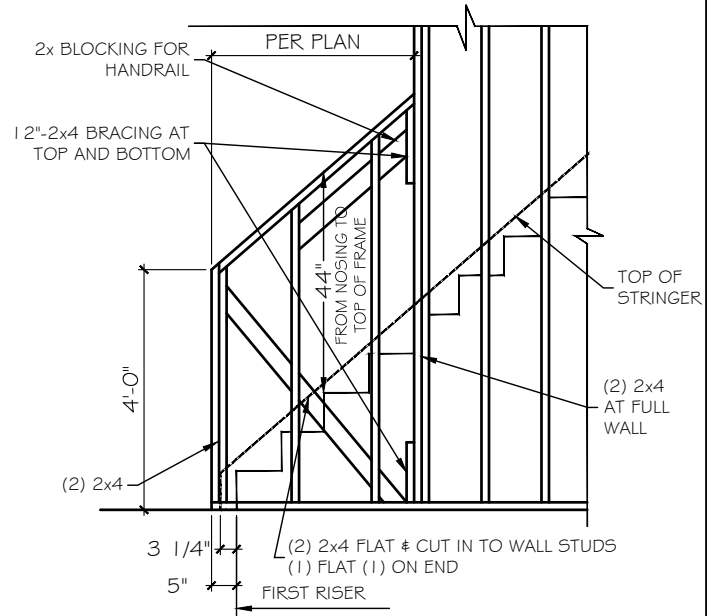 PER PLAN
2x BLOCKING FOR
HANDRAIL
12"-2x4 BRACING AT
TOP AND BOTTOM
44"
FROM NOSING TO
TOP OF FRAME
TOP OF
STRINGER
4'-0"
(2) 2x4
AT FULL
WALL
(2) 2x4
3 1/4"
(2) 2x4 FLAT & CUT IN TO WALL STUDS
(1) FLAT (1) ON END
5"
FIRST RISER